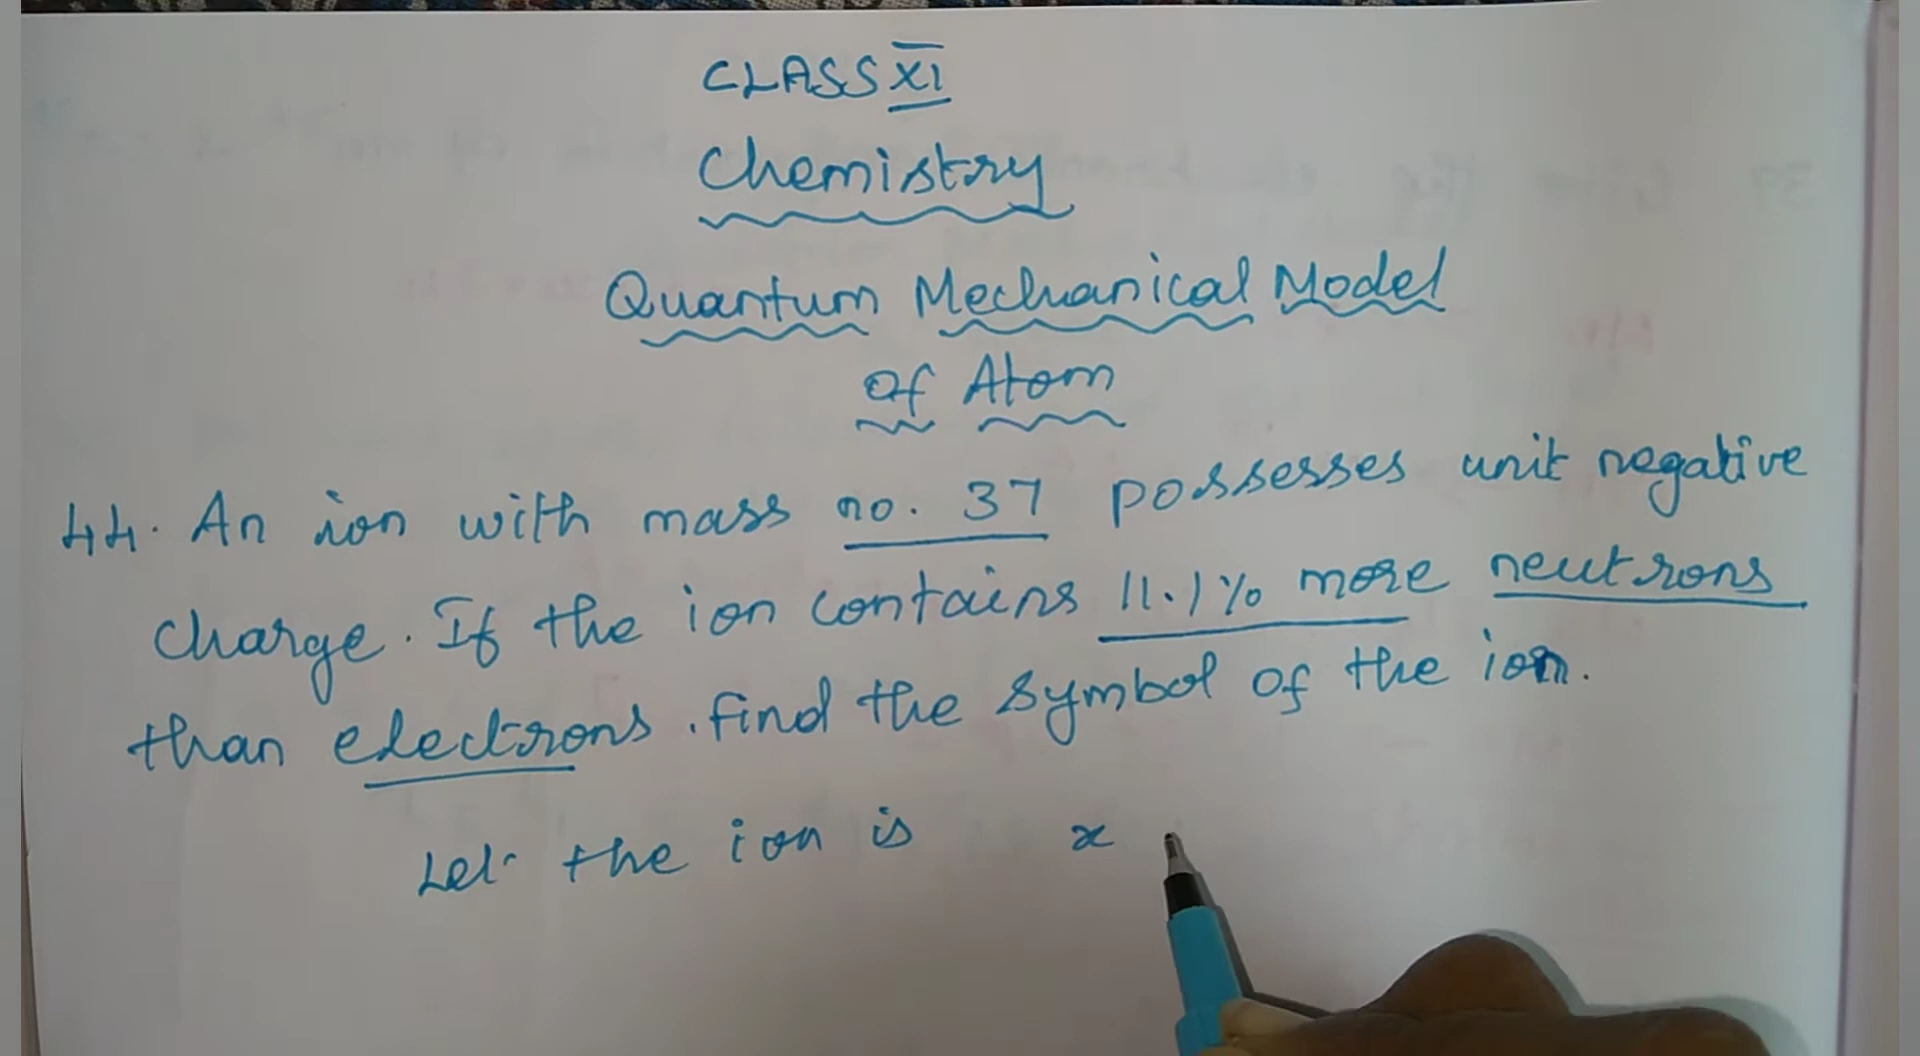 CLASS XI
Chemistry
Quantum Mechanical Model
of Atom
44. An ion with mass no. 37 possesses unit negative
charge. If the ion contains 11.1% more neutrons
than electrons. find the symbol of the ion.
Let the ion is x